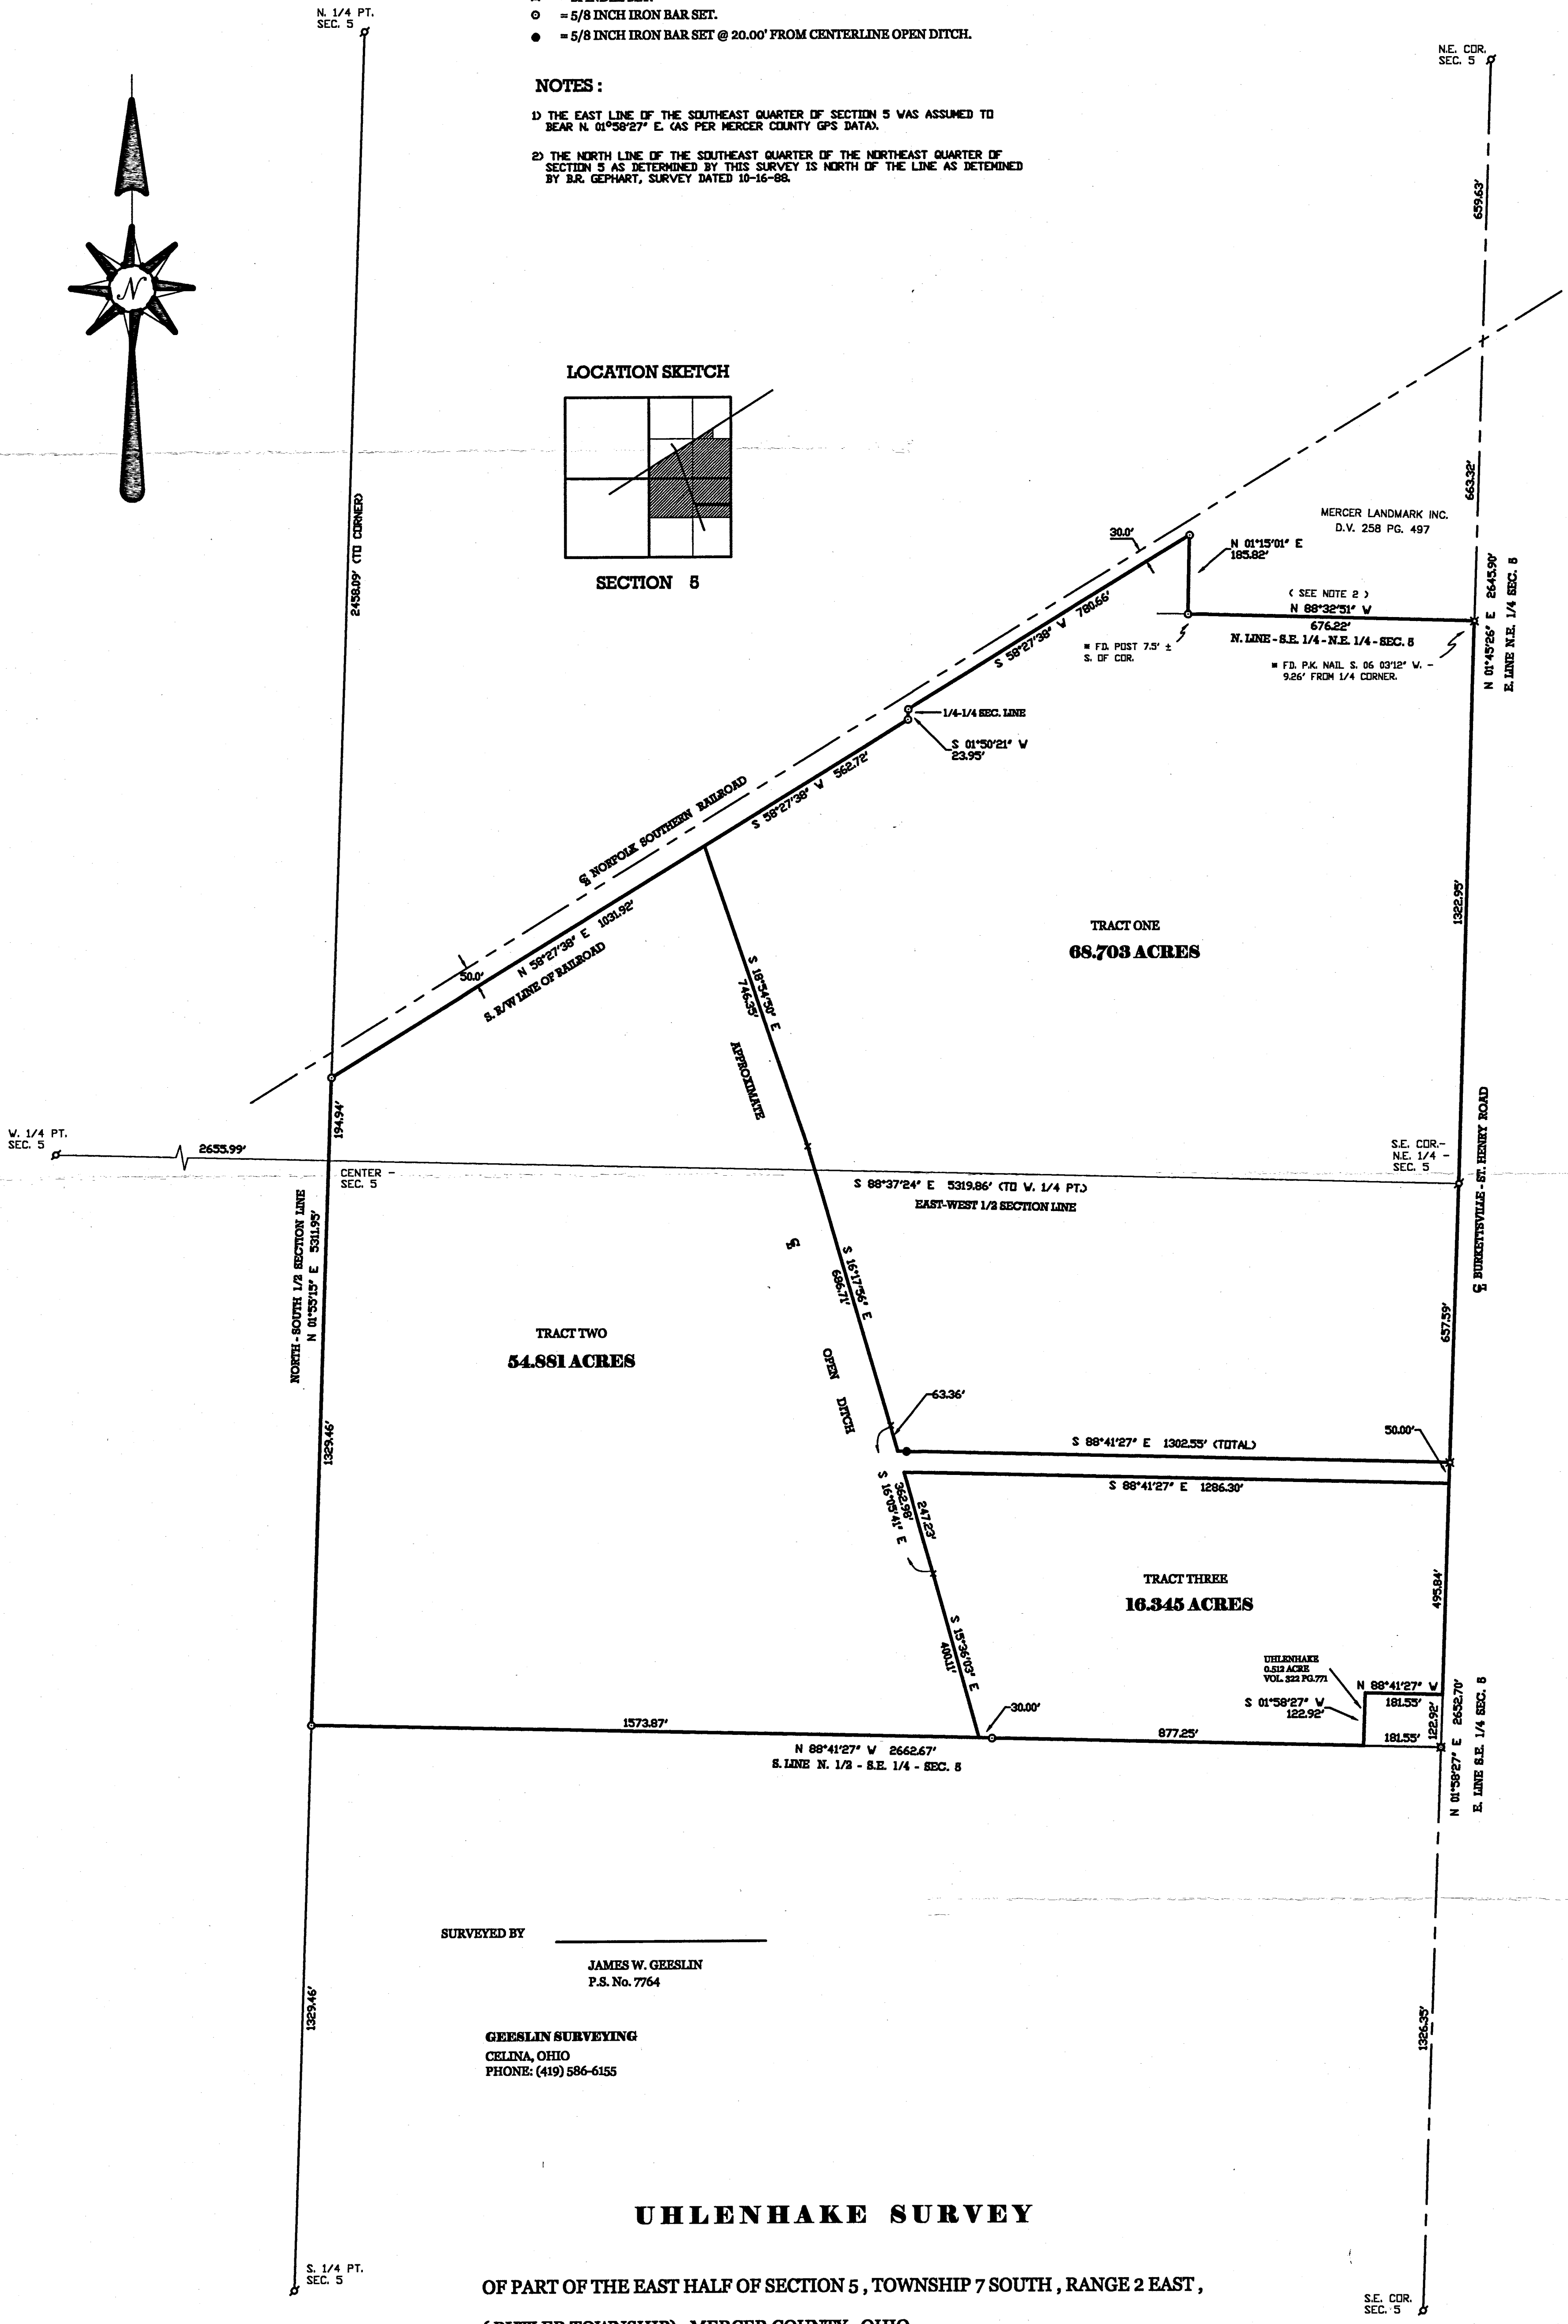 N. 1/4 PT.
SEC. 5
= 5/8 INCH IRON BAR SET.
= 5/8 INCH IRON BAR SET @ 20.00' FROM CENTERLINE OPEN DITCH.
N.E. COR.
SEC. 5
NOTES :
1) THE EAST LINE OF THE SOUTHEAST QUARTER OF SECTION 5 WAS ASSUMED TO
BEAR N. 01°58'27" E. (AS PER MERCER COUNTY GPS DATA).
2) THE NORTH LINE OF THE SOUTHEAST QUARTER OF THE NORTHEAST QUARTER OF
SECTION 5 AS DETERMINED BY THIS SURVEY IS NORTH OF THE LINE AS DETEMINED
BY B.R. GEPHART, SURVEY DATED 10-16-88.
659.63'
N
LOCATION SKETCH
SECTION 5
2458.09' (TO CORNER)
663.32'
MERCER LANDMARK INC.
D.V. 258 PG. 497
30.0'
N 01°15'01" E
185.82'
( SEE NOTE 2 )
N 88°32'51" W
676.22'
N. LINE - S.E. 1/4 - N.E. 1/4 - SEC. 5
N 01°45'26" E 2645.90'
E. LINE N.E. 1/4 SEC. 5
S 58°27'38" W 780.66'
FD. POST 7.5' ±
S. OF COR.
FD. P.K. NAIL S. 06 03'12" W. -
9.26' FROM 1/4 CORNER.
1/4-1/4 SEC. LINE
S 01°50'21" W
23.95'
S 58°27'38" W 562.72'
℄ NORFOLK SOUTHERN RAILROAD
N 58°27'38" E 1031.92'
S. R/W LINE OF RAILROAD
50.0'
1322.95'
TRACT ONE
68.703 ACRES
S 18°54'50" E
746.35'
APPROXIMATE
194.94'
W. 1/4 PT.
SEC. 5
2655.99'
CENTER -
SEC. 5
S.E. COR.-
N.E. 1/4 -
SEC. 5
S 88°37'24" E 5319.86' (TO W. 1/4 PT.)
EAST-WEST 1/2 SECTION LINE
℄ BURKETTSVILLE - ST. HENRY ROAD
NORTH - SOUTH 1/2 SECTION LINE
N 01°55'15" E 5311.95'
℄
S 16°17'56" E
686.71'
657.59'
TRACT TWO
54.881 ACRES
OPEN DITCH
63.36'
1329.46'
S 88°41'27" E 1302.55' (TOTAL)
50.00'
S 88°41'27" E 1286.30'
247.23'
362.98'
S 16°05'41" E
TRACT THREE
16.345 ACRES
495.84'
S 15°36'03" E
400.11'
UHLENHAKE
0.512 ACRE
VOL. 322 PG.771
N 88°41'27" W
181.55'
S 01°58'27" W
122.92'
122.92'
181.55'
30.00'
1573.87'
877.25'
N 88°41'27" W 2662.67'
S. LINE N. 1/2 - S.E. 1/4 - SEC. 5
N 01°58'27" E 2652.70'
E. LINE S.E. 1/4 SEC. 5
SURVEYED BY
JAMES W. GEESLIN
P.S. No. 7764
1329.46'
GEESLIN SURVEYING
CELINA, OHIO
PHONE: (419) 586-6155
1326.35'
UHLENHAKE SURVEY
S. 1/4 PT.
SEC. 5
OF PART OF THE EAST HALF OF SECTION 5 , TOWNSHIP 7 SOUTH , RANGE 2 EAST ,
S.E. COR.
SEC. 5